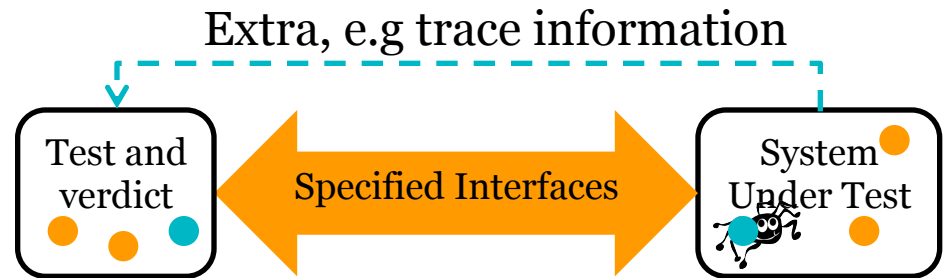 Extra, e.g trace information
Test and
verdict
Specified Interfaces
System
Under Test